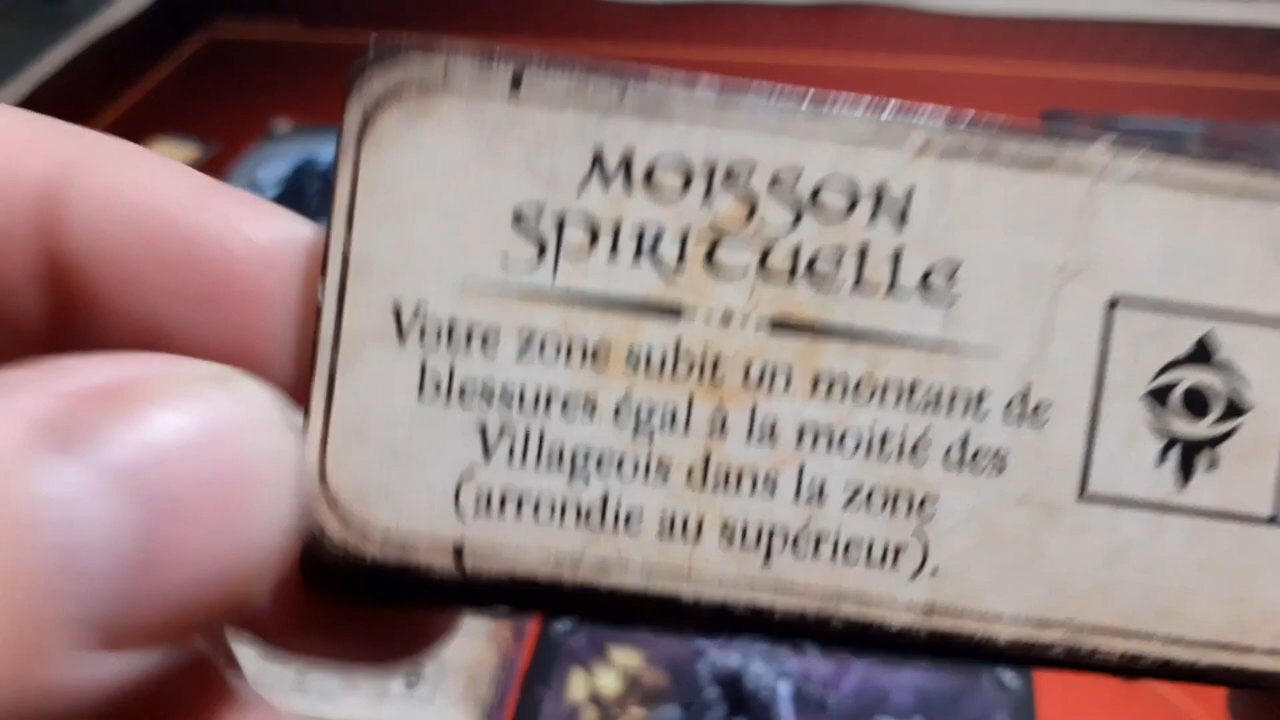 MOISSON
SPIRITUELLE
Votre zone subit un montant de
blessures égal à la moitié des
Villageois dans la zone
(arrondie au supérieur).